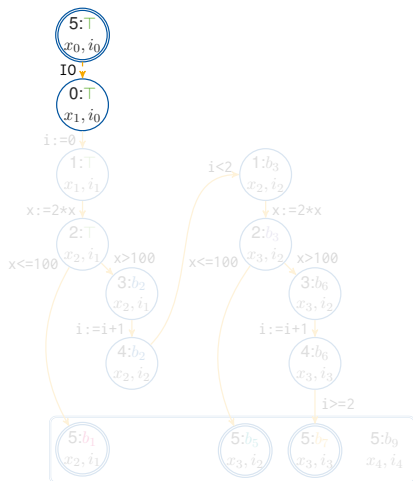 5:⊤
x₀, i₀
IO
0:⊤
x₁, i₀
i:=0
1:⊤
x₁, i₁
x:=2*x
2:⊤
x₂, i₁
x<=100
x>100
3:b₂
x₂, i₁
i:=i+1
4:b₂
x₂, i₂
i<2
1:b₃
x₂, i₂
x:=2*x
2:b₃
x₃, i₂
x<=100
x>100
3:b₆
x₃, i₂
i:=i+1
4:b₆
x₃, i₃
i>=2
5:b₁
x₂, i₁
5:b₅
x₃, i₂
5:b₇
x₃, i₃
5:b₉
x₄, i₄